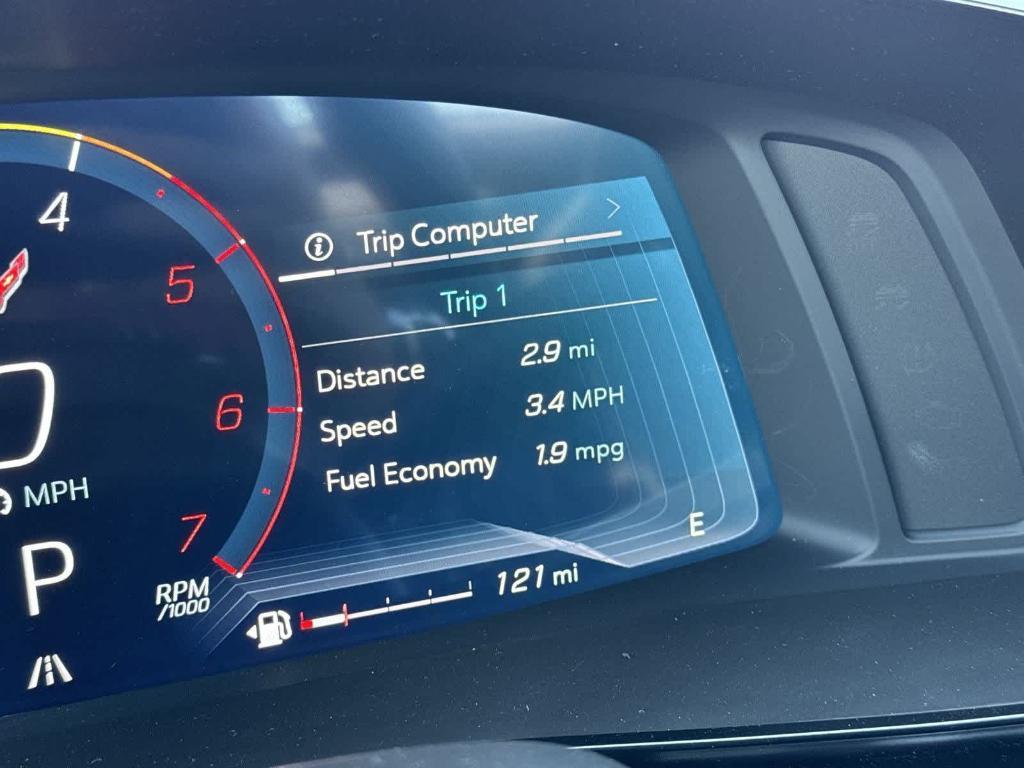 4
Trip Computer
5
Trip 1
Distance 2.9 mi
6
Speed 3.4 MPH
Fuel Economy 1.9 mpg
MPH
7
E
P
RPM
/1000
121 mi